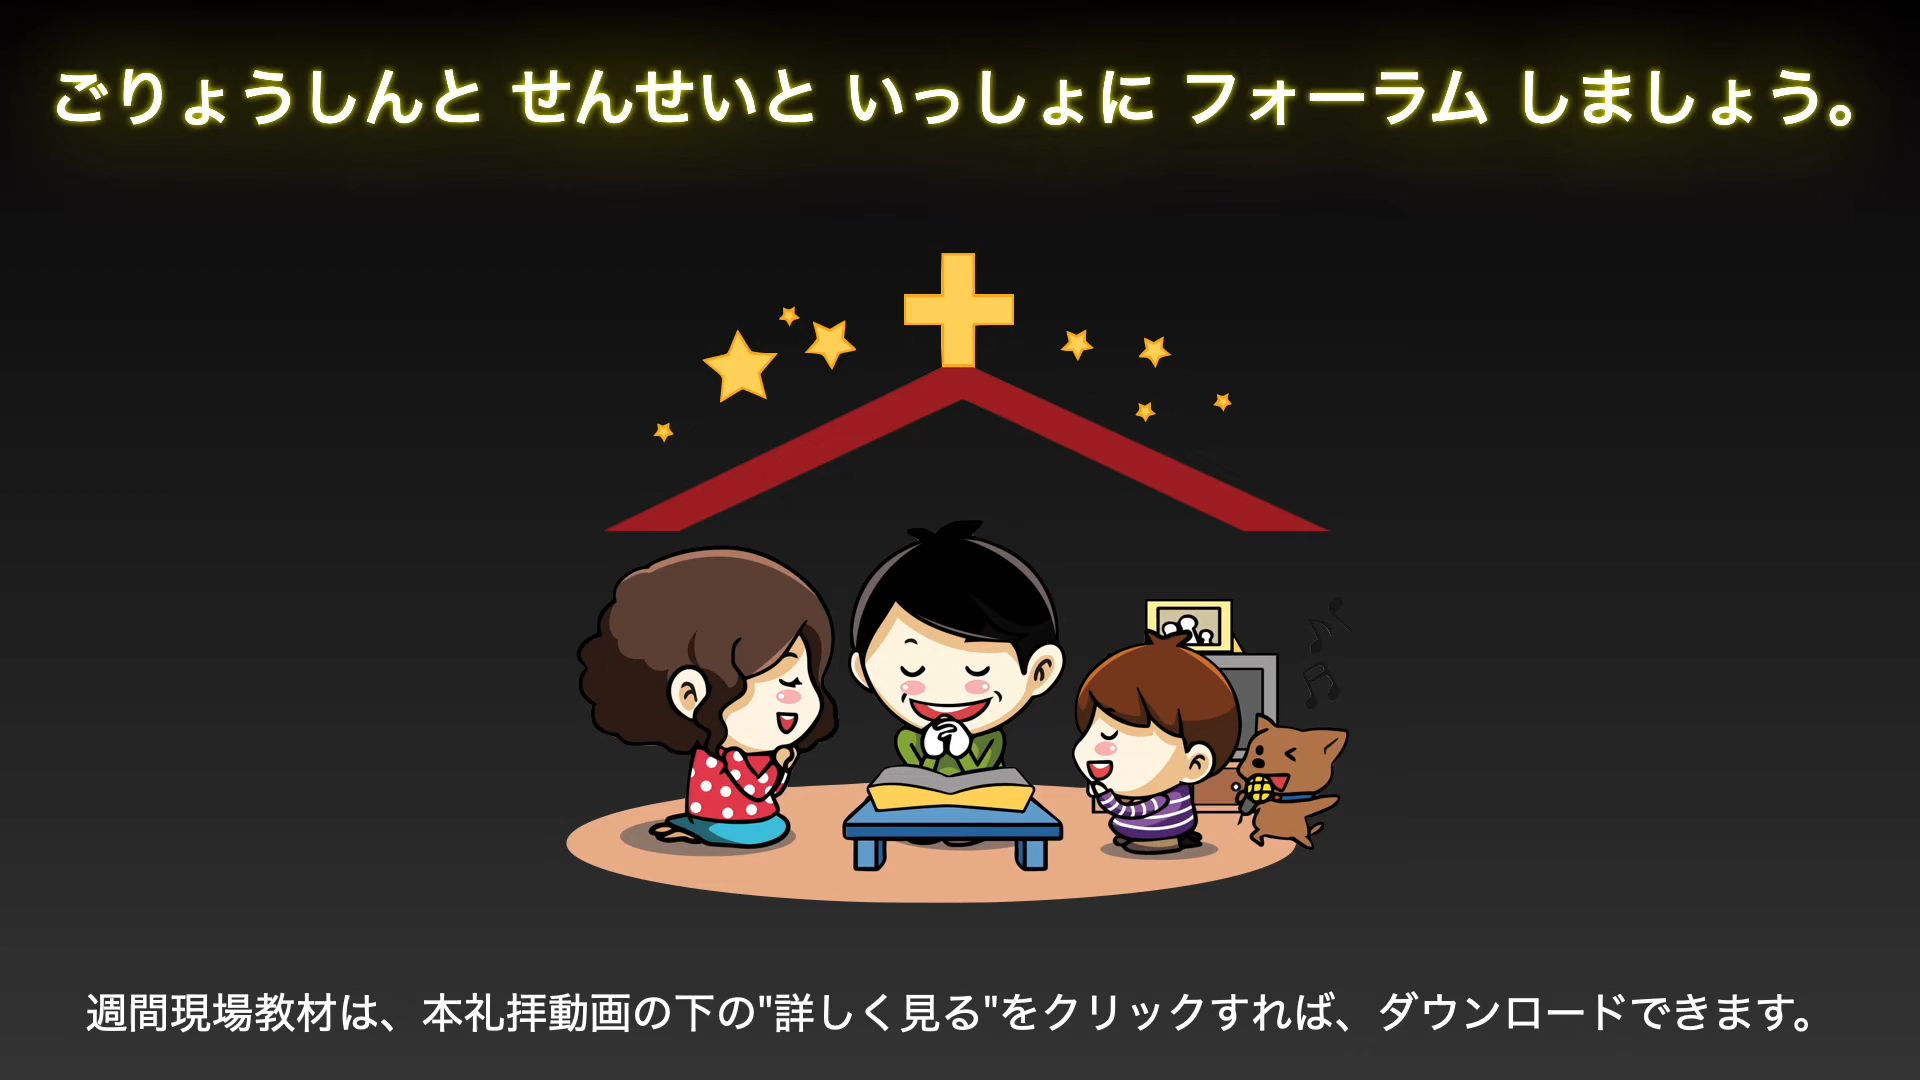 ごりょうしんと せんせいと いっしょに フォーラム しましょう。
週間現場教材は、本礼拝動画の下の"詳しく見る"をクリックすれば、ダウンロードできます。